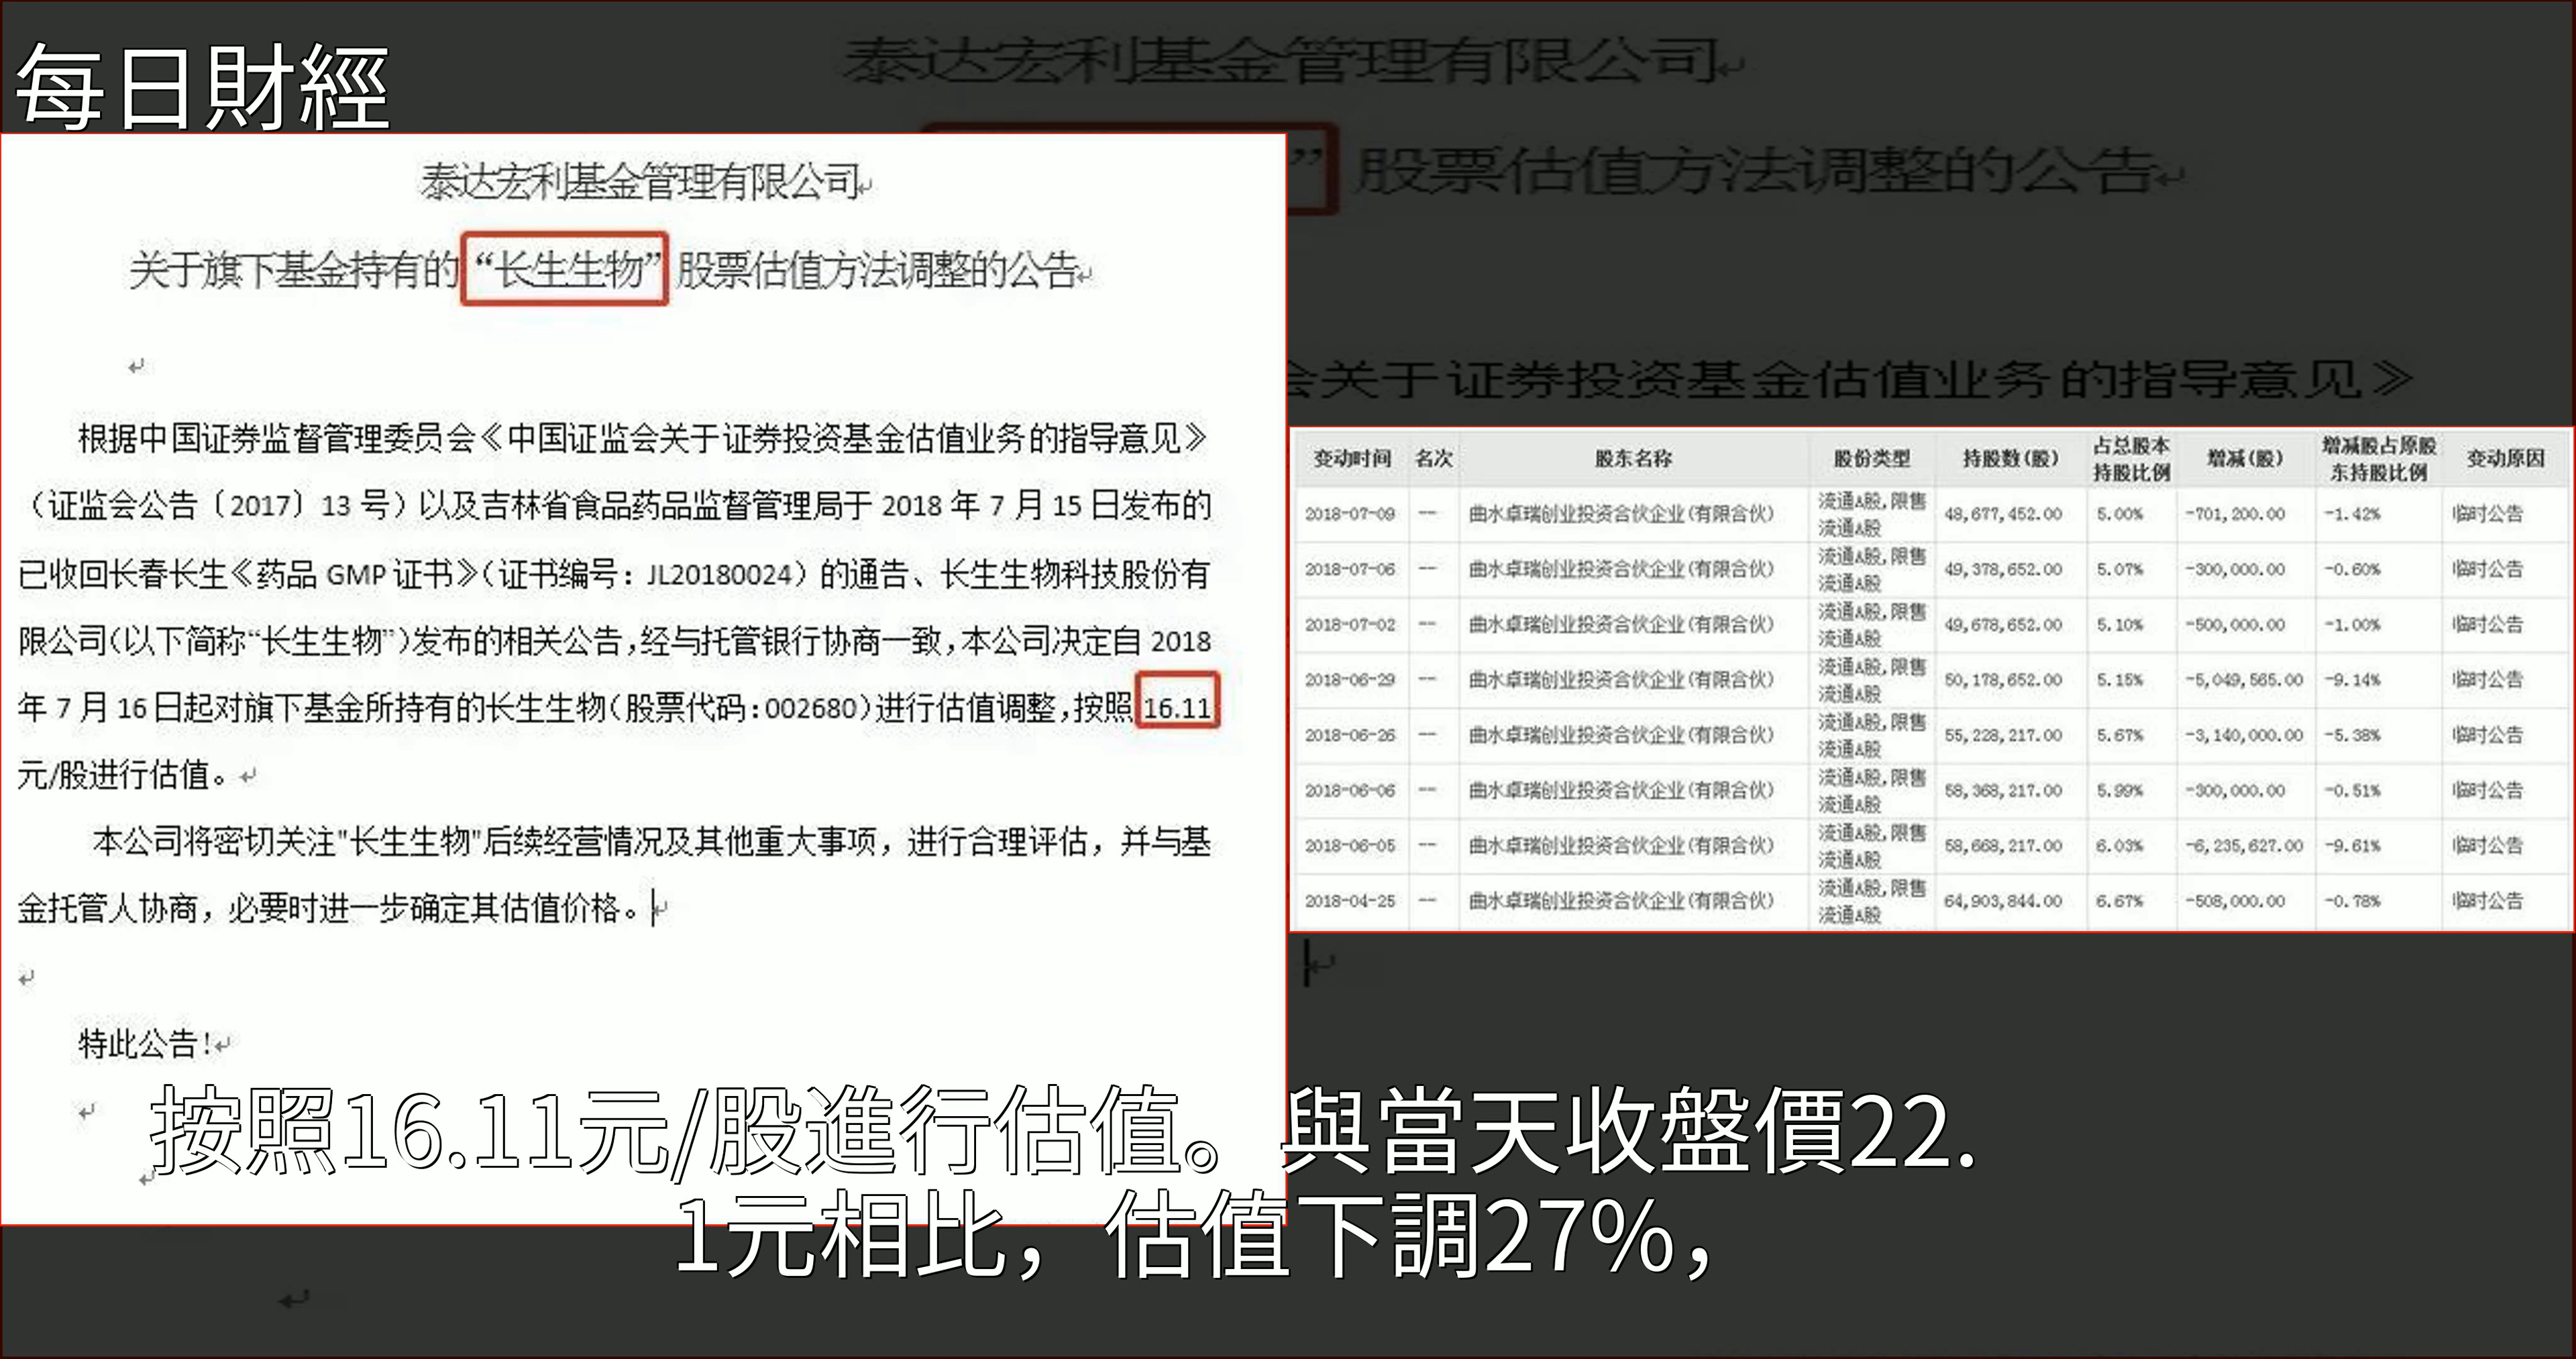 每日財經
泰达宏利基金管理有限公司
” 股票估值方法调整的公告
会关于证券投资基金估值业务的指导意见》
泰达宏利基金管理有限公司
关于旗下基金持有的“长生生物”股票估值方法调整的公告
根据中国证券监督管理委员会《中国证监会关于证券投资基金估值业务的指导意见》
（证监会公告〔2017〕13 号）以及吉林省食品药品监督管理局于 2018 年 7 月 15 日发布的
已收回长春长生《药品 GMP 证书》（证书编号：JL20180024）的通告、长生生物科技股份有
限公司（以下简称“长生生物”）发布的相关公告，经与托管银行协商一致，本公司决定自 2018
年 7 月 16 日起对旗下基金所持有的长生生物（股票代码：002680）进行估值调整，按照 16.11
元/股进行估值。
本公司将密切关注"长生生物"后续经营情况及其他重大事项，进行合理评估，并与基
金托管人协商，必要时进一步确定其估值价格。
特此公告！
变动时间 名次 股东名称 股份类型 持股数(股) 占总股本持股比例 增减(股) 增减股占原股东持股比例 变动原因
2018-07-09 -- 曲水卓瑞创业投资合伙企业(有限合伙) 流通A股,限售流通A股 48,677,452.00 5.00% -701,200.00 -1.42% 临时公告
2018-07-06 -- 曲水卓瑞创业投资合伙企业(有限合伙) 流通A股,限售流通A股 49,378,652.00 5.07% -300,000.00 -0.60% 临时公告
2018-07-02 -- 曲水卓瑞创业投资合伙企业(有限合伙) 流通A股,限售流通A股 49,678,652.00 5.10% -500,000.00 -1.00% 临时公告
2018-06-29 -- 曲水卓瑞创业投资合伙企业(有限合伙) 流通A股,限售流通A股 50,178,652.00 5.15% -5,049,565.00 -9.14% 临时公告
2018-06-26 -- 曲水卓瑞创业投资合伙企业(有限合伙) 流通A股,限售流通A股 55,228,217.00 5.67% -3,140,000.00 -5.38% 临时公告
2018-06-06 -- 曲水卓瑞创业投资合伙企业(有限合伙) 流通A股,限售流通A股 58,368,217.00 5.99% -300,000.00 -0.51% 临时公告
2018-06-05 -- 曲水卓瑞创业投资合伙企业(有限合伙) 流通A股,限售流通A股 58,668,217.00 6.03% -6,235,627.00 -9.61% 临时公告
2018-04-25 -- 曲水卓瑞创业投资合伙企业(有限合伙) 流通A股,限售流通A股 64,903,844.00 6.67% -508,000.00 -0.78% 临时公告
按照16.11元/股進行估值。與當天收盤價22.
1元相比，估值下調27%，